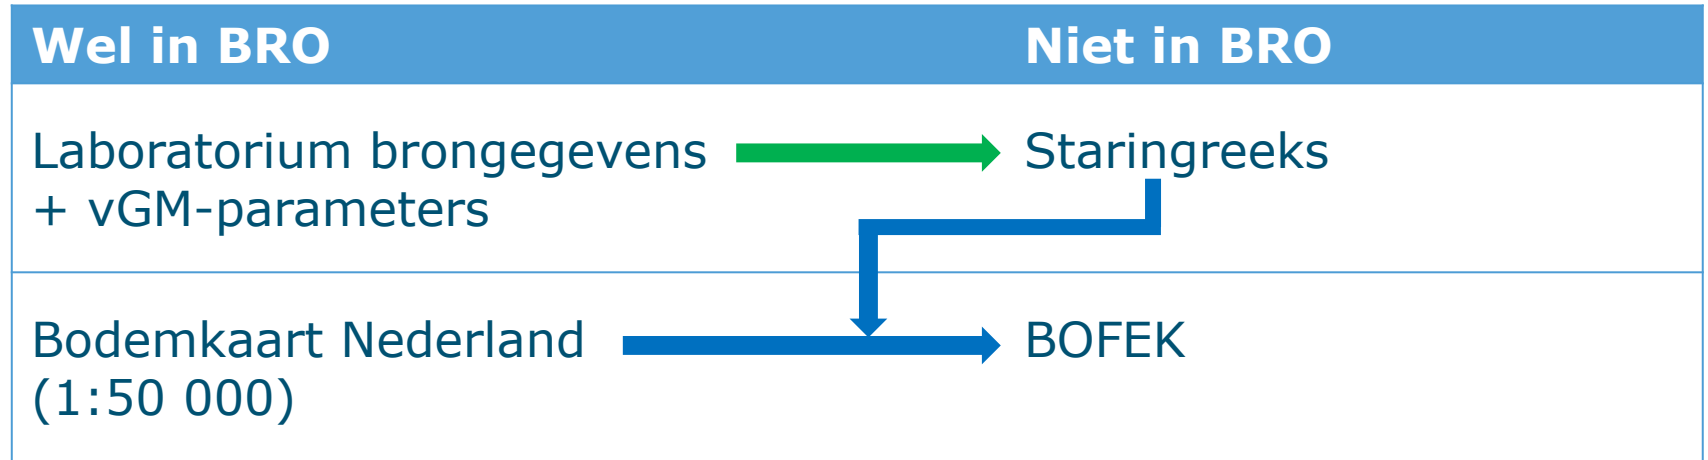 Wel in BRO
Niet in BRO
Laboratorium brongegevens
+ vGM-parameters
Staringreeks
Bodemkaart Nederland
(1:50 000)
BOFEK